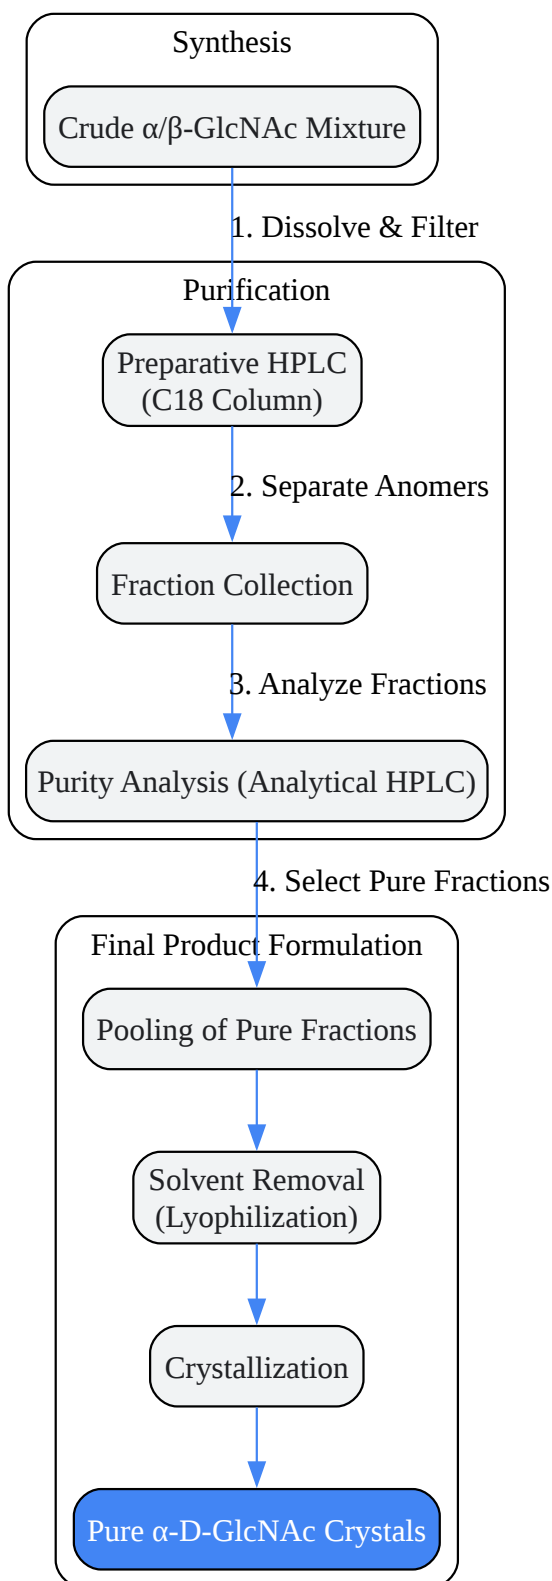 Synthesis
Crude α/β-GlcNAc Mixture
1. Dissolve & Filter
Purification
Preparative HPLC
(C18 Column)
2. Separate Anomers
Fraction Collection
3. Analyze Fractions
Purity Analysis (Analytical HPLC)
4. Select Pure Fractions
Final Product Formulation
Pooling of Pure Fractions
Solvent Removal
(Lyophilization)
Crystallization
Pure α-D-GlcNAc Crystals